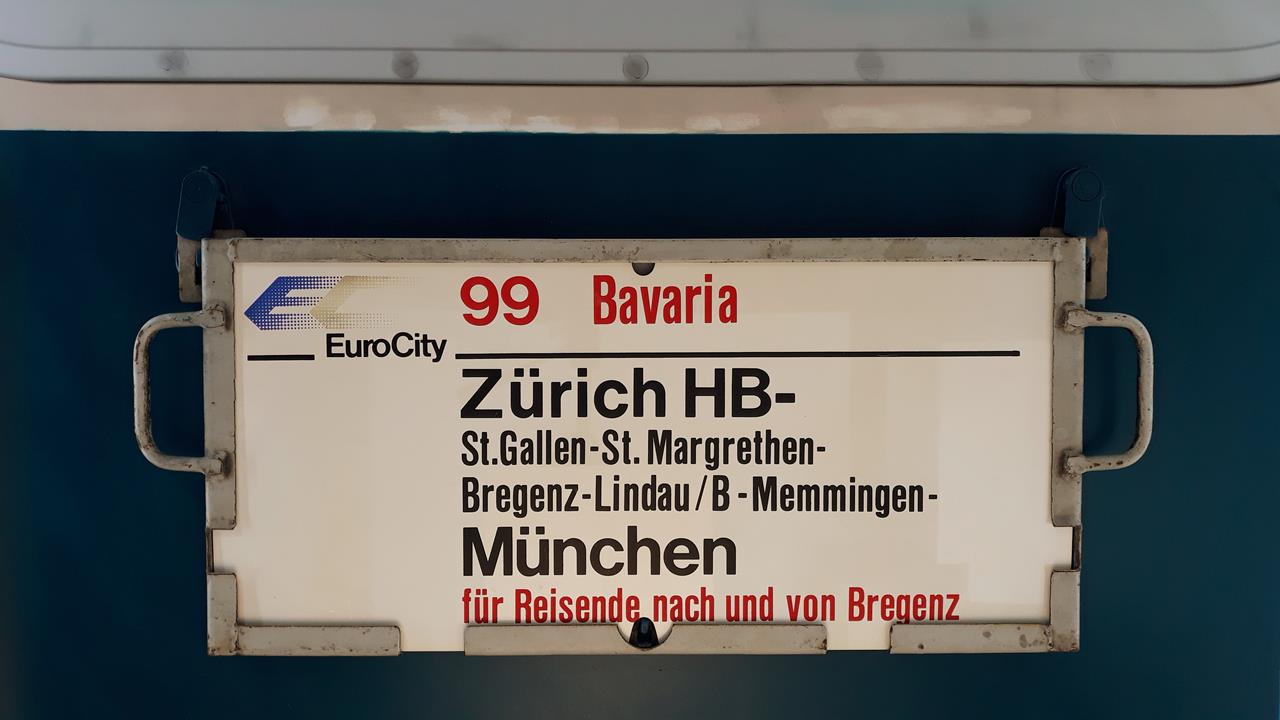 EC 99 Bavaria
EuroCity
Zürich HB-
St.Gallen-St. Margrethen-
Bregenz-Lindau/B-Memmingen-
München
für Reisende nach und von Bregenz